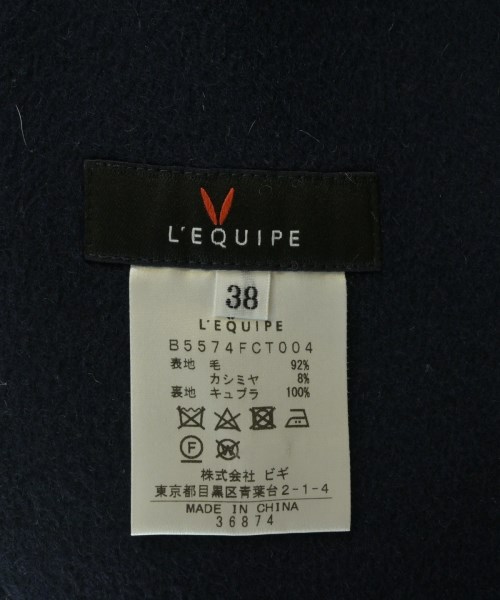 L'EQUIPE
38
L'EQUIPE
B5574FCT004
表地 毛 92%
カシミヤ 8%
裏地 キュプラ 100%
F W
株式会社 ビギ
東京都目黒区青葉台2-1-4
MADE IN CHINA
36874